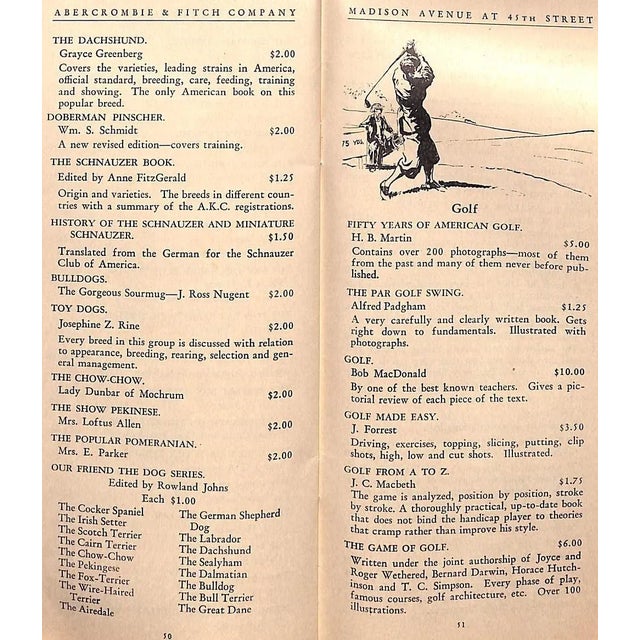 ABERCROMBIE & FITCH COMPANY
THE DACHSHUND.
Grayce Greenberg $2.00
Covers the varieties, leading strains in America,
official standard, breeding, care, feeding, training
and showing. The only American book on this
popular breed.
DOBERMAN PINSCHER.
Wm. S. Schmidt $2.00
A new revised edition—covers training.
THE SCHNAUZER BOOK.
Edited by Anne FitzGerald $1.25
Origin and varieties. The breeds in different coun-
tries with a summary of the A.K.C. registrations.
HISTORY OF THE SCHNAUZER AND MINIATURE
SCHNAUZER. $1.50
Translated from the German for the Schnauzer
Club of America.
BULLDOGS.
The Gorgeous Sourmug—J. Ross Nugent $2.00
TOY DOGS.
Josephine Z. Rine $2.00
Every breed in this group is discussed with relation
to appearance, breeding, rearing, selection and gen-
eral management.
THE CHOW-CHOW.
Lady Dunbar of Mochrum $2.00
THE SHOW PEKINESE.
Mrs. Loftus Allen $2.00
THE POPULAR POMERANIAN.
Mrs. E. Parker $2.00
OUR FRIEND THE DOG SERIES.
Edited by Rowland Johns
Each $1.00
The Cocker Spaniel
The Irish Setter
The Scotch Terrier
The Cairn Terrier
The Chow-Chow
The Pekingese
The Fox-Terrier
The Wire-Haired
Terrier
The Airedale
The German Shepherd
Dog
The Labrador
The Dachshund
The Sealyham
The Dalmatian
The Bulldog
The Bull Terrier
The Great Dane
50
MADISON AVENUE AT 45TH STREET
75 YDS.
Golf
FIFTY YEARS OF AMERICAN GOLF.
H. B. Martin $5.00
Contains over 200 photographs—most of them
from the past and many of them never before pub-
lished.
THE PAR GOLF SWING.
Alfred Padgham $1.25
A very carefully and clearly written book. Gets
right down to fundamentals. Illustrated with
photographs.
GOLF.
Bob MacDonald $10.00
By one of the best known teachers. Gives a pic-
torial review of each piece of the text.
GOLF MADE EASY.
J. Forrest $3.50
Driving, exercises, topping, slicing, putting, clip
shots, high, low and cut shots. Illustrated.
GOLF FROM A TO Z.
J. C. Macbeth $1.75
The game is analyzed, position by position, stroke
by stroke. A thoroughly practical, up-to-date book
that does not bind the handicap player to theories
that cramp rather than improve his style.
THE GAME OF GOLF. $6.00
Written under the joint authorship of Joyce and
Roger Wethered, Bernard Darwin, Horace Hutch-
inson and T. C. Simpson. Every phase of play,
famous courses, golf architecture, etc. Over 100
illustrations.
51